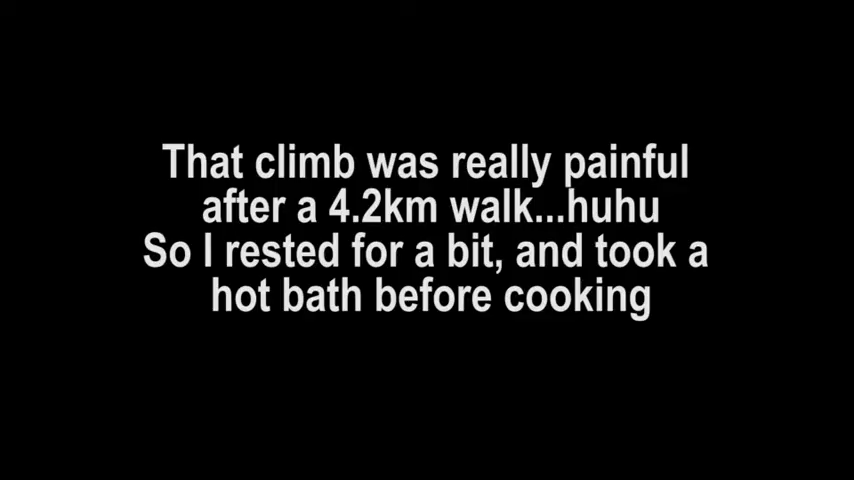 That climb was really painful
after a 4.2km walk...huhu
So I rested for a bit, and took a
hot bath before cooking